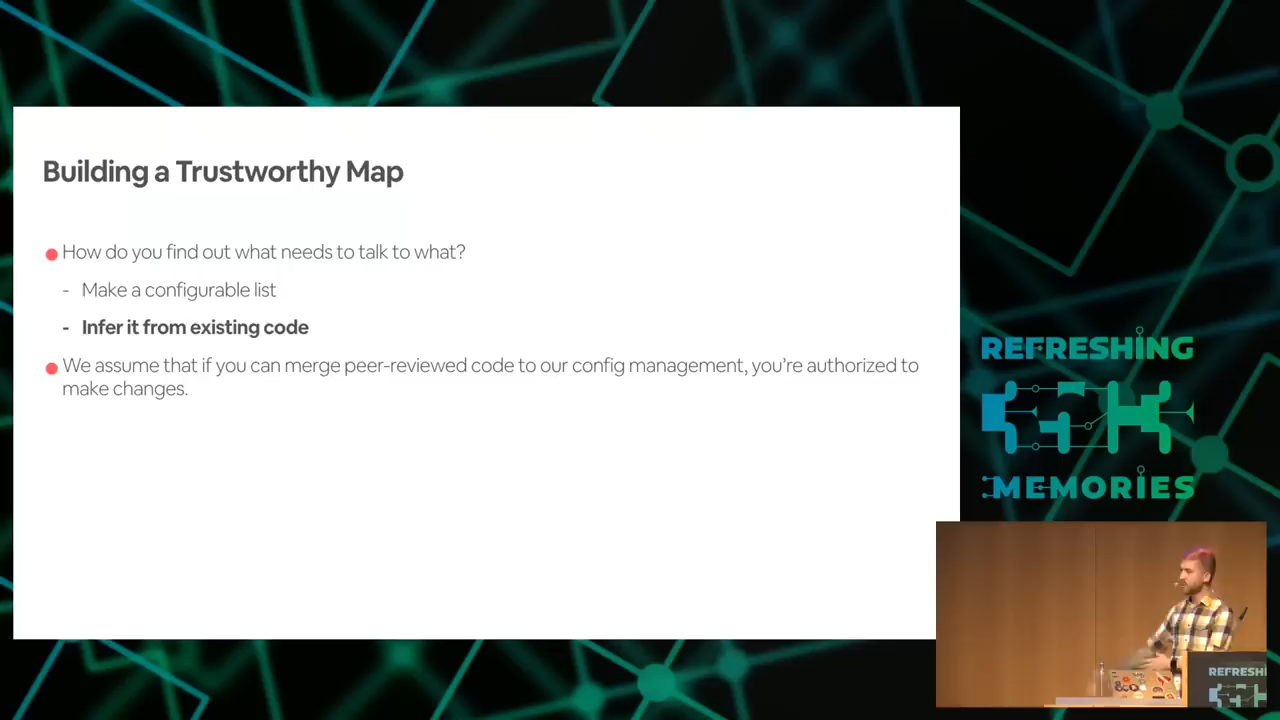 Building a Trustworthy Map
How do you find out what needs to talk to what?
- Make a configurable list
- Infer it from existing code
We assume that if you can merge peer-reviewed code to our config management, you're authorized to
make changes.
REFRESHING
MEMORIES
REFRESHI